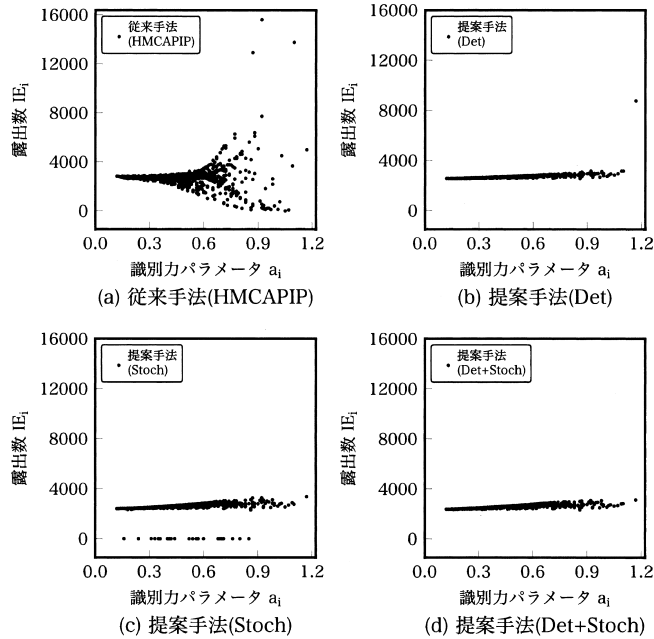 16000
12000
8000
4000
0
露出数 IEi
従来手法
(HMCAPIP)
0.0 0.3 0.6 0.9 1.2
識別力パラメータ ai
(a) 従来手法(HMCAPIP)
16000
12000
8000
4000
0
露出数 IEi
提案手法
(Det)
0.0 0.3 0.6 0.9 1.2
識別力パラメータ ai
(b) 提案手法(Det)
16000
12000
8000
4000
0
露出数 IEi
提案手法
(Stoch)
0.0 0.3 0.6 0.9 1.2
識別力パラメータ ai
(c) 提案手法(Stoch)
16000
12000
8000
4000
0
露出数 IEi
提案手法
(Det+Stoch)
0.0 0.3 0.6 0.9 1.2
識別力パラメータ ai
(d) 提案手法(Det+Stoch)